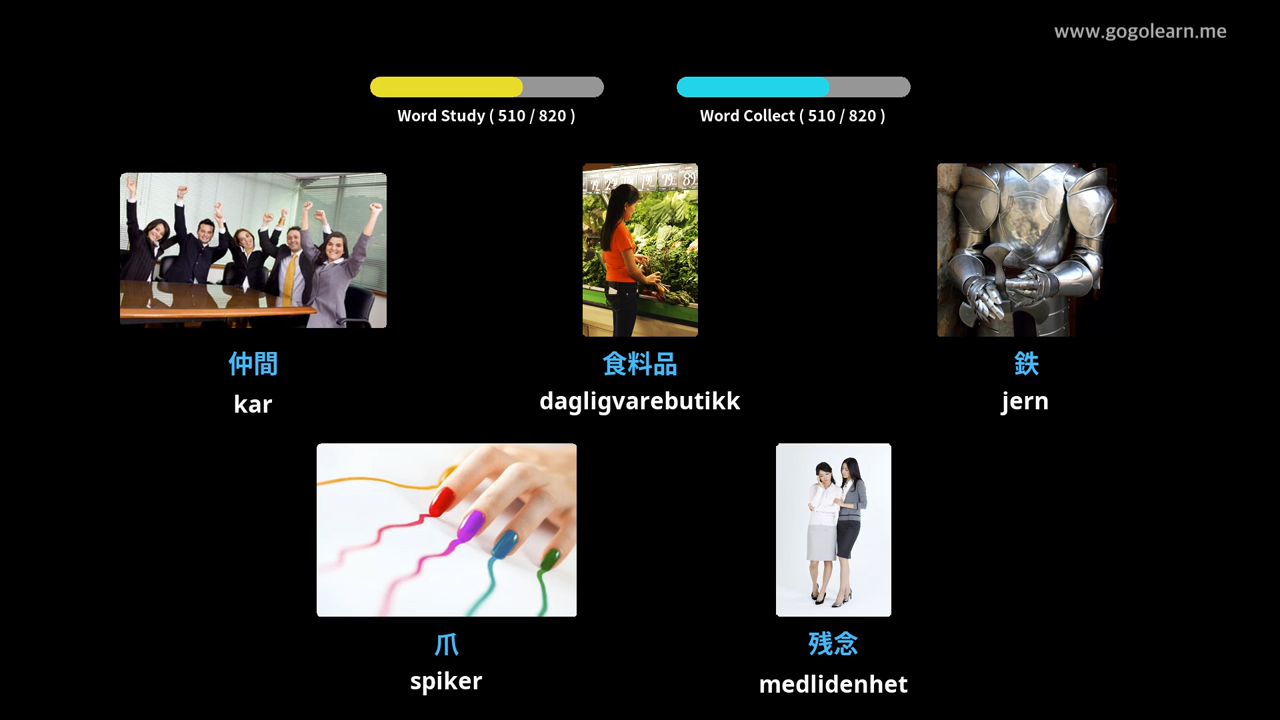 www.gogolearn.me
Word Study ( 510 / 820 )
Word Collect ( 510 / 820 )
仲間
kar
食料品
dagligvarebutikk
鉄
jern
爪
spiker
残念
medlidenhet